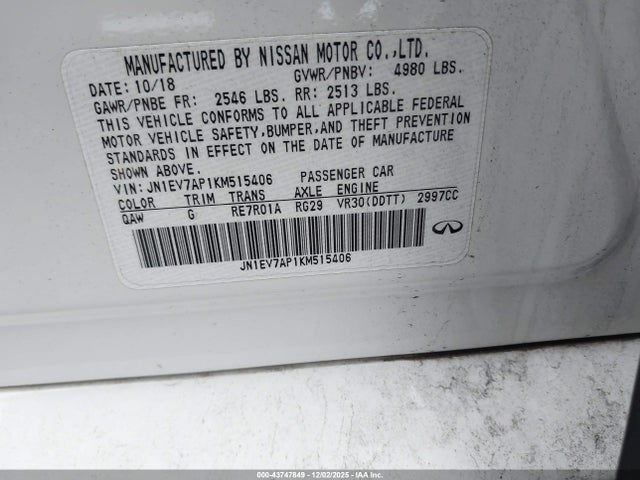 MANUFACTURED BY NISSAN MOTOR CO.,LTD.
DATE: 10/18 GVWR/PNBV: 4980 LBS.
GAWR/PNBE FR: 2546 LBS. RR: 2513 LBS.
THIS VEHICLE CONFORMS TO ALL APPLICABLE FEDERAL
MOTOR VEHICLE SAFETY,BUMPER,AND THEFT PREVENTION
STANDARDS IN EFFECT ON THE DATE OF MANUFACTURE
SHOWN ABOVE.
VIN: JN1EV7AP1KM515406 PASSENGER CAR
COLOR TRIM TRANS AXLE ENGINE
QAW G RE7R01A RG29 VR30(DDTT) 2997CC
JN1EV7AP1KM515406
INFINITI
000-43747849 - 12/02/2025 - IAAI.COM